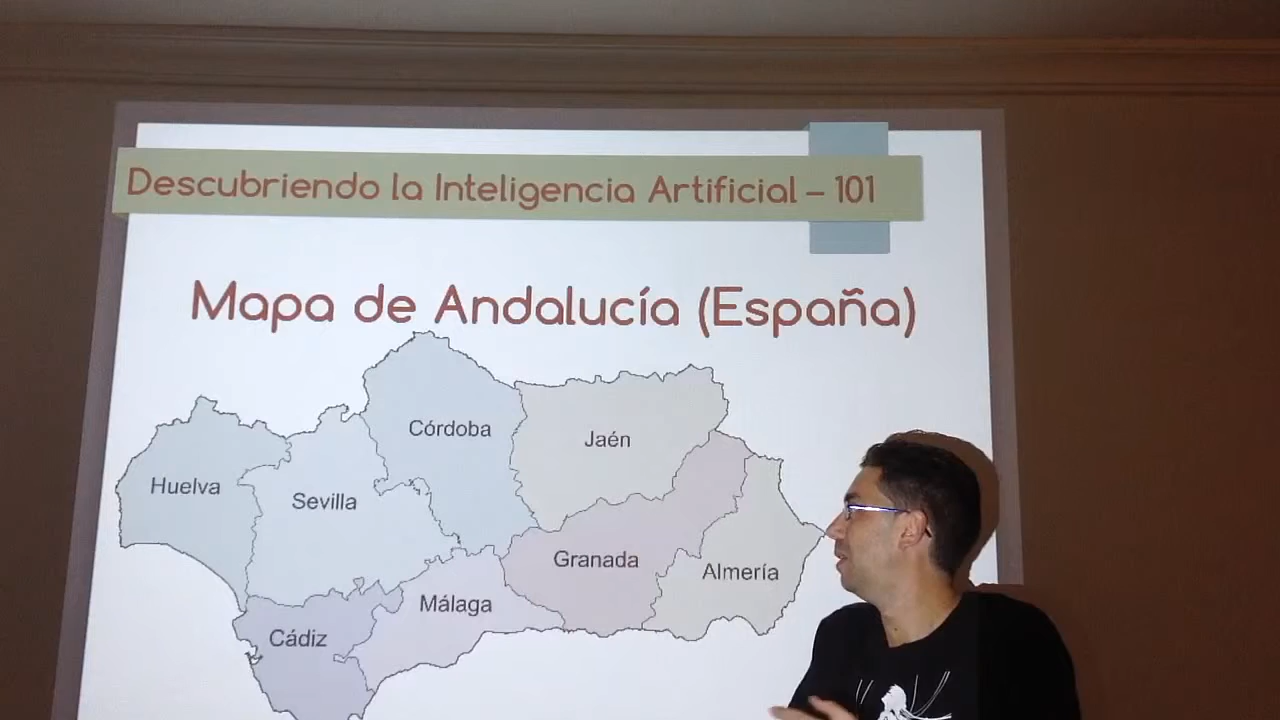 Descubriendo la Inteligencia Artificial – 101
Mapa de Andalucía (España)
Córdoba
Jaén
Huelva
Sevilla
Granada
Almería
Málaga
Cádiz